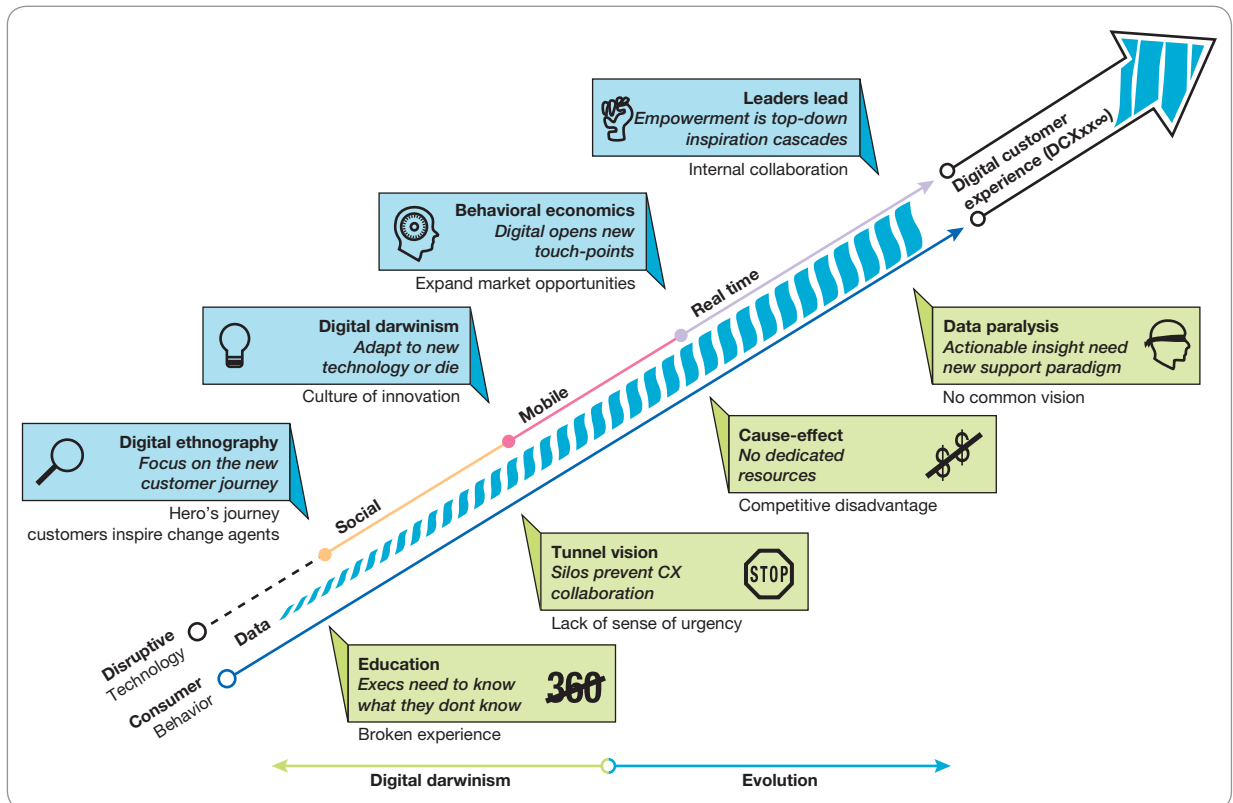 Leaders lead
Empowerment is top-down
inspiration cascades
Internal collaboration
Digital customer
experience (DCXxx∞)
Behavioral economics
Digital opens new
touch-points
Expand market opportunities
Real time
Digital darwinism
Adapt to new
technology or die
Culture of innovation
Mobile
Data paralysis
Actionable insight need
new support paradigm
No common vision
Digital ethnography
Focus on the new
customer journey
Hero's journey
customers inspire change agents
Social
Cause-effect
No dedicated
resources
$$
Competitive disadvantage
Tunnel vision
Silos prevent CX
collaboration
STOP
Lack of sense of urgency
Disruptive
Technology
Data
Consumer
Behavior
Education
Execs need to know
what they dont know
360
Broken experience
Digital darwinism
Evolution